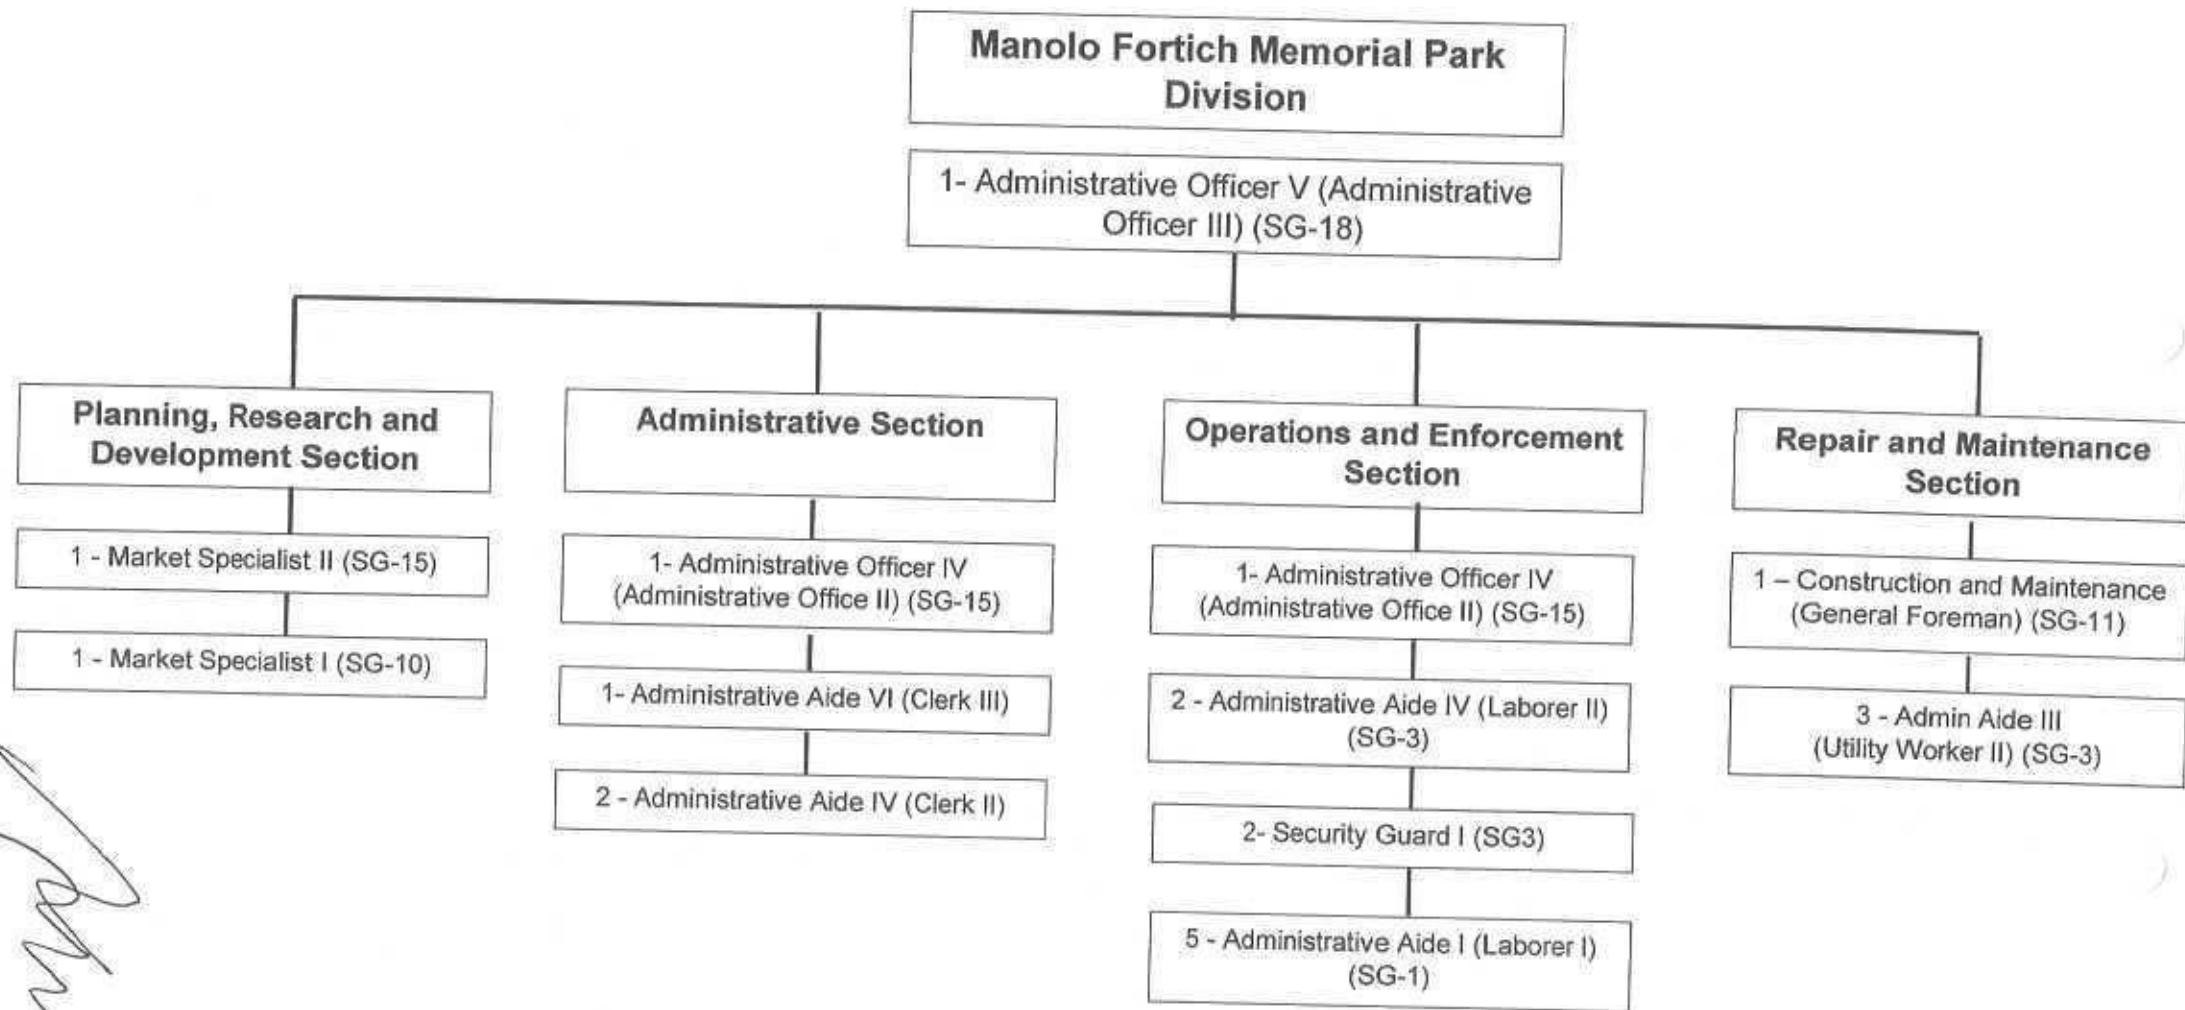 Manolo Fortich Memorial Park
Division
1- Administrative Officer V (Administrative
Officer III) (SG-18)
Planning, Research and
Development Section
1 - Market Specialist II (SG-15)
1 - Market Specialist I (SG-10)
Administrative Section
1- Administrative Officer IV
(Administrative Office II) (SG-15)
1- Administrative Aide VI (Clerk III)
2 - Administrative Aide IV (Clerk II)
Operations and Enforcement
Section
1- Administrative Officer IV
(Administrative Office II) (SG-15)
2 - Administrative Aide IV (Laborer II)
(SG-3)
2- Security Guard I (SG3)
5 - Administrative Aide I (Laborer I)
(SG-1)
Repair and Maintenance
Section
1 – Construction and Maintenance
(General Foreman) (SG-11)
3 - Admin Aide III
(Utility Worker II) (SG-3)